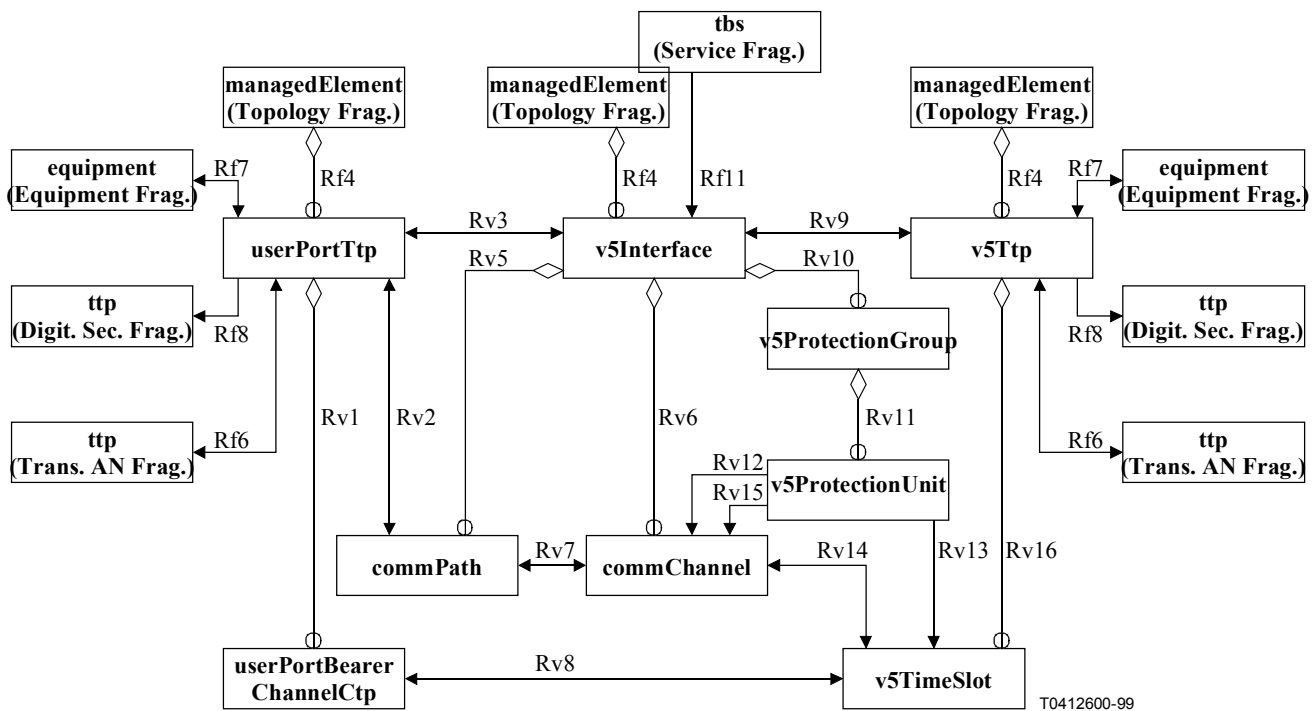 tbs
(Service Frag.)
managedElement
(Topology Frag.)
managedElement
(Topology Frag.)
managedElement
(Topology Frag.)
equipment
(Equipment Frag.)
Rf7
Rf4
Rf4
Rf11
Rf4
Rf7
equipment
(Equipment Frag.)
userPortTtp
Rv3
v5Interface
Rv9
v5Ttp
Rv5
Rv10
ttp
(Digit. Sec. Frag.)
Rf8
Rf8
ttp
(Digit. Sec. Frag.)
v5ProtectionGroup
Rv1
Rv2
Rv6
Rv11
ttp
(Trans. AN Frag.)
Rf6
Rf6
ttp
(Trans. AN Frag.)
Rv12
Rv15
v5ProtectionUnit
commPath
Rv7
commChannel
Rv14
Rv13
Rv16
userPortBearer
ChannelCtp
Rv8
v5TimeSlot
T0412600-99